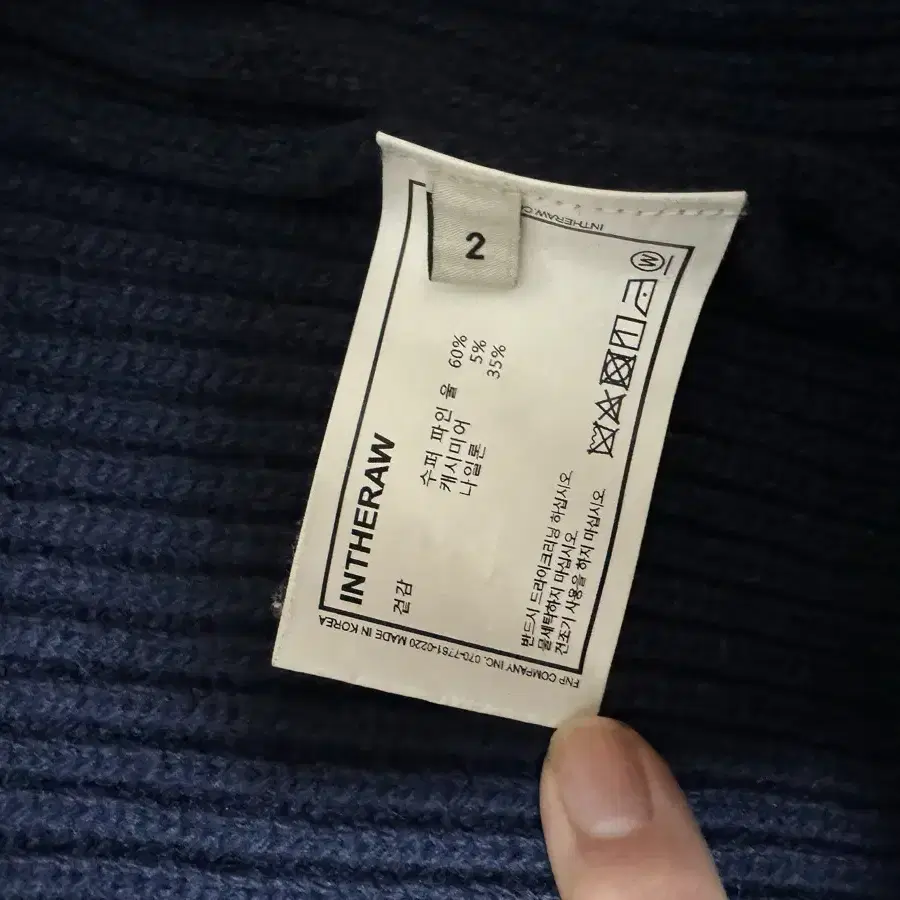 2
INTHERAW
겉감
수퍼 파인 울 60%
캐시미어 5%
나일론 35%
반드시 드라이크리닝 하십시오.
물세탁하지 마십시오.
건조기 사용을 하지 마십시오.
FNP COMPANY INC. 070-7761-0220 MADE IN KOREA